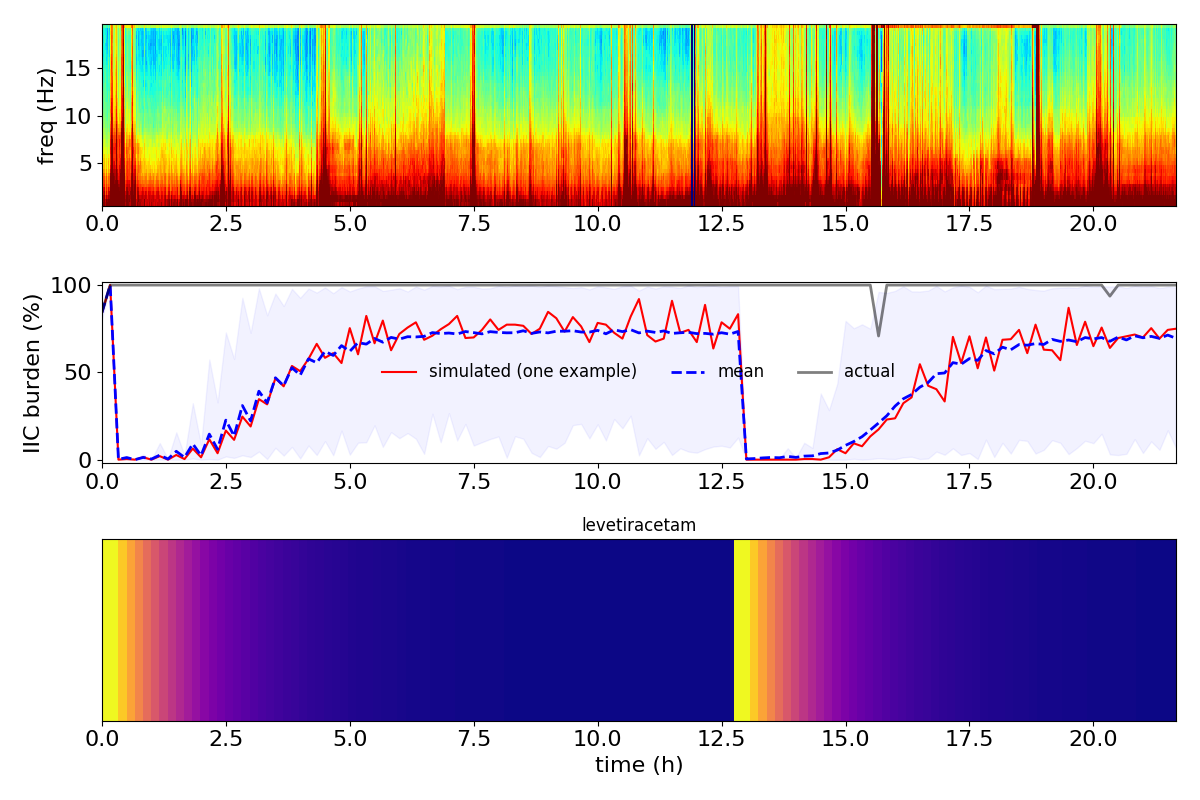 freq (Hz)
15
10
5
0.0 2.5 5.0 7.5 10.0 12.5 15.0 17.5 20.0
IIC burden (%)
100
50
0
simulated (one example) mean actual
0.0 2.5 5.0 7.5 10.0 12.5 15.0 17.5 20.0
levetiracetam
0.0 2.5 5.0 7.5 10.0 12.5 15.0 17.5 20.0
time (h)